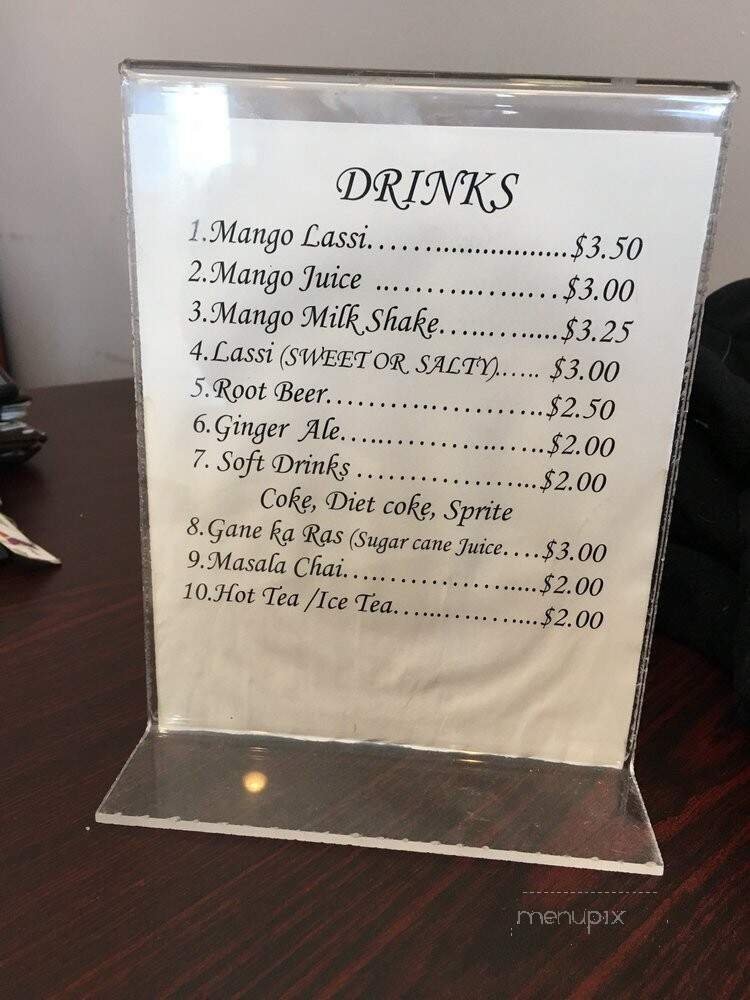 DRINKS
1.Mango Lassi.........................$3.50
2.Mango Juice ....................$3.00
3.Mango Milk Shake..............$3.25
4.Lassi (SWEET OR SALTY)...... $3.00
5.Root Beer.......................$2.50
6.Ginger Ale......................$2.00
7. Soft Drinks ....................$2.00
Coke, Diet coke, Sprite
8.Gane ka Ras (Sugar cane Juice....$3.00
9.Masala Chai......................$2.00
10.Hot Tea /Ice Tea................$2.00
menupix